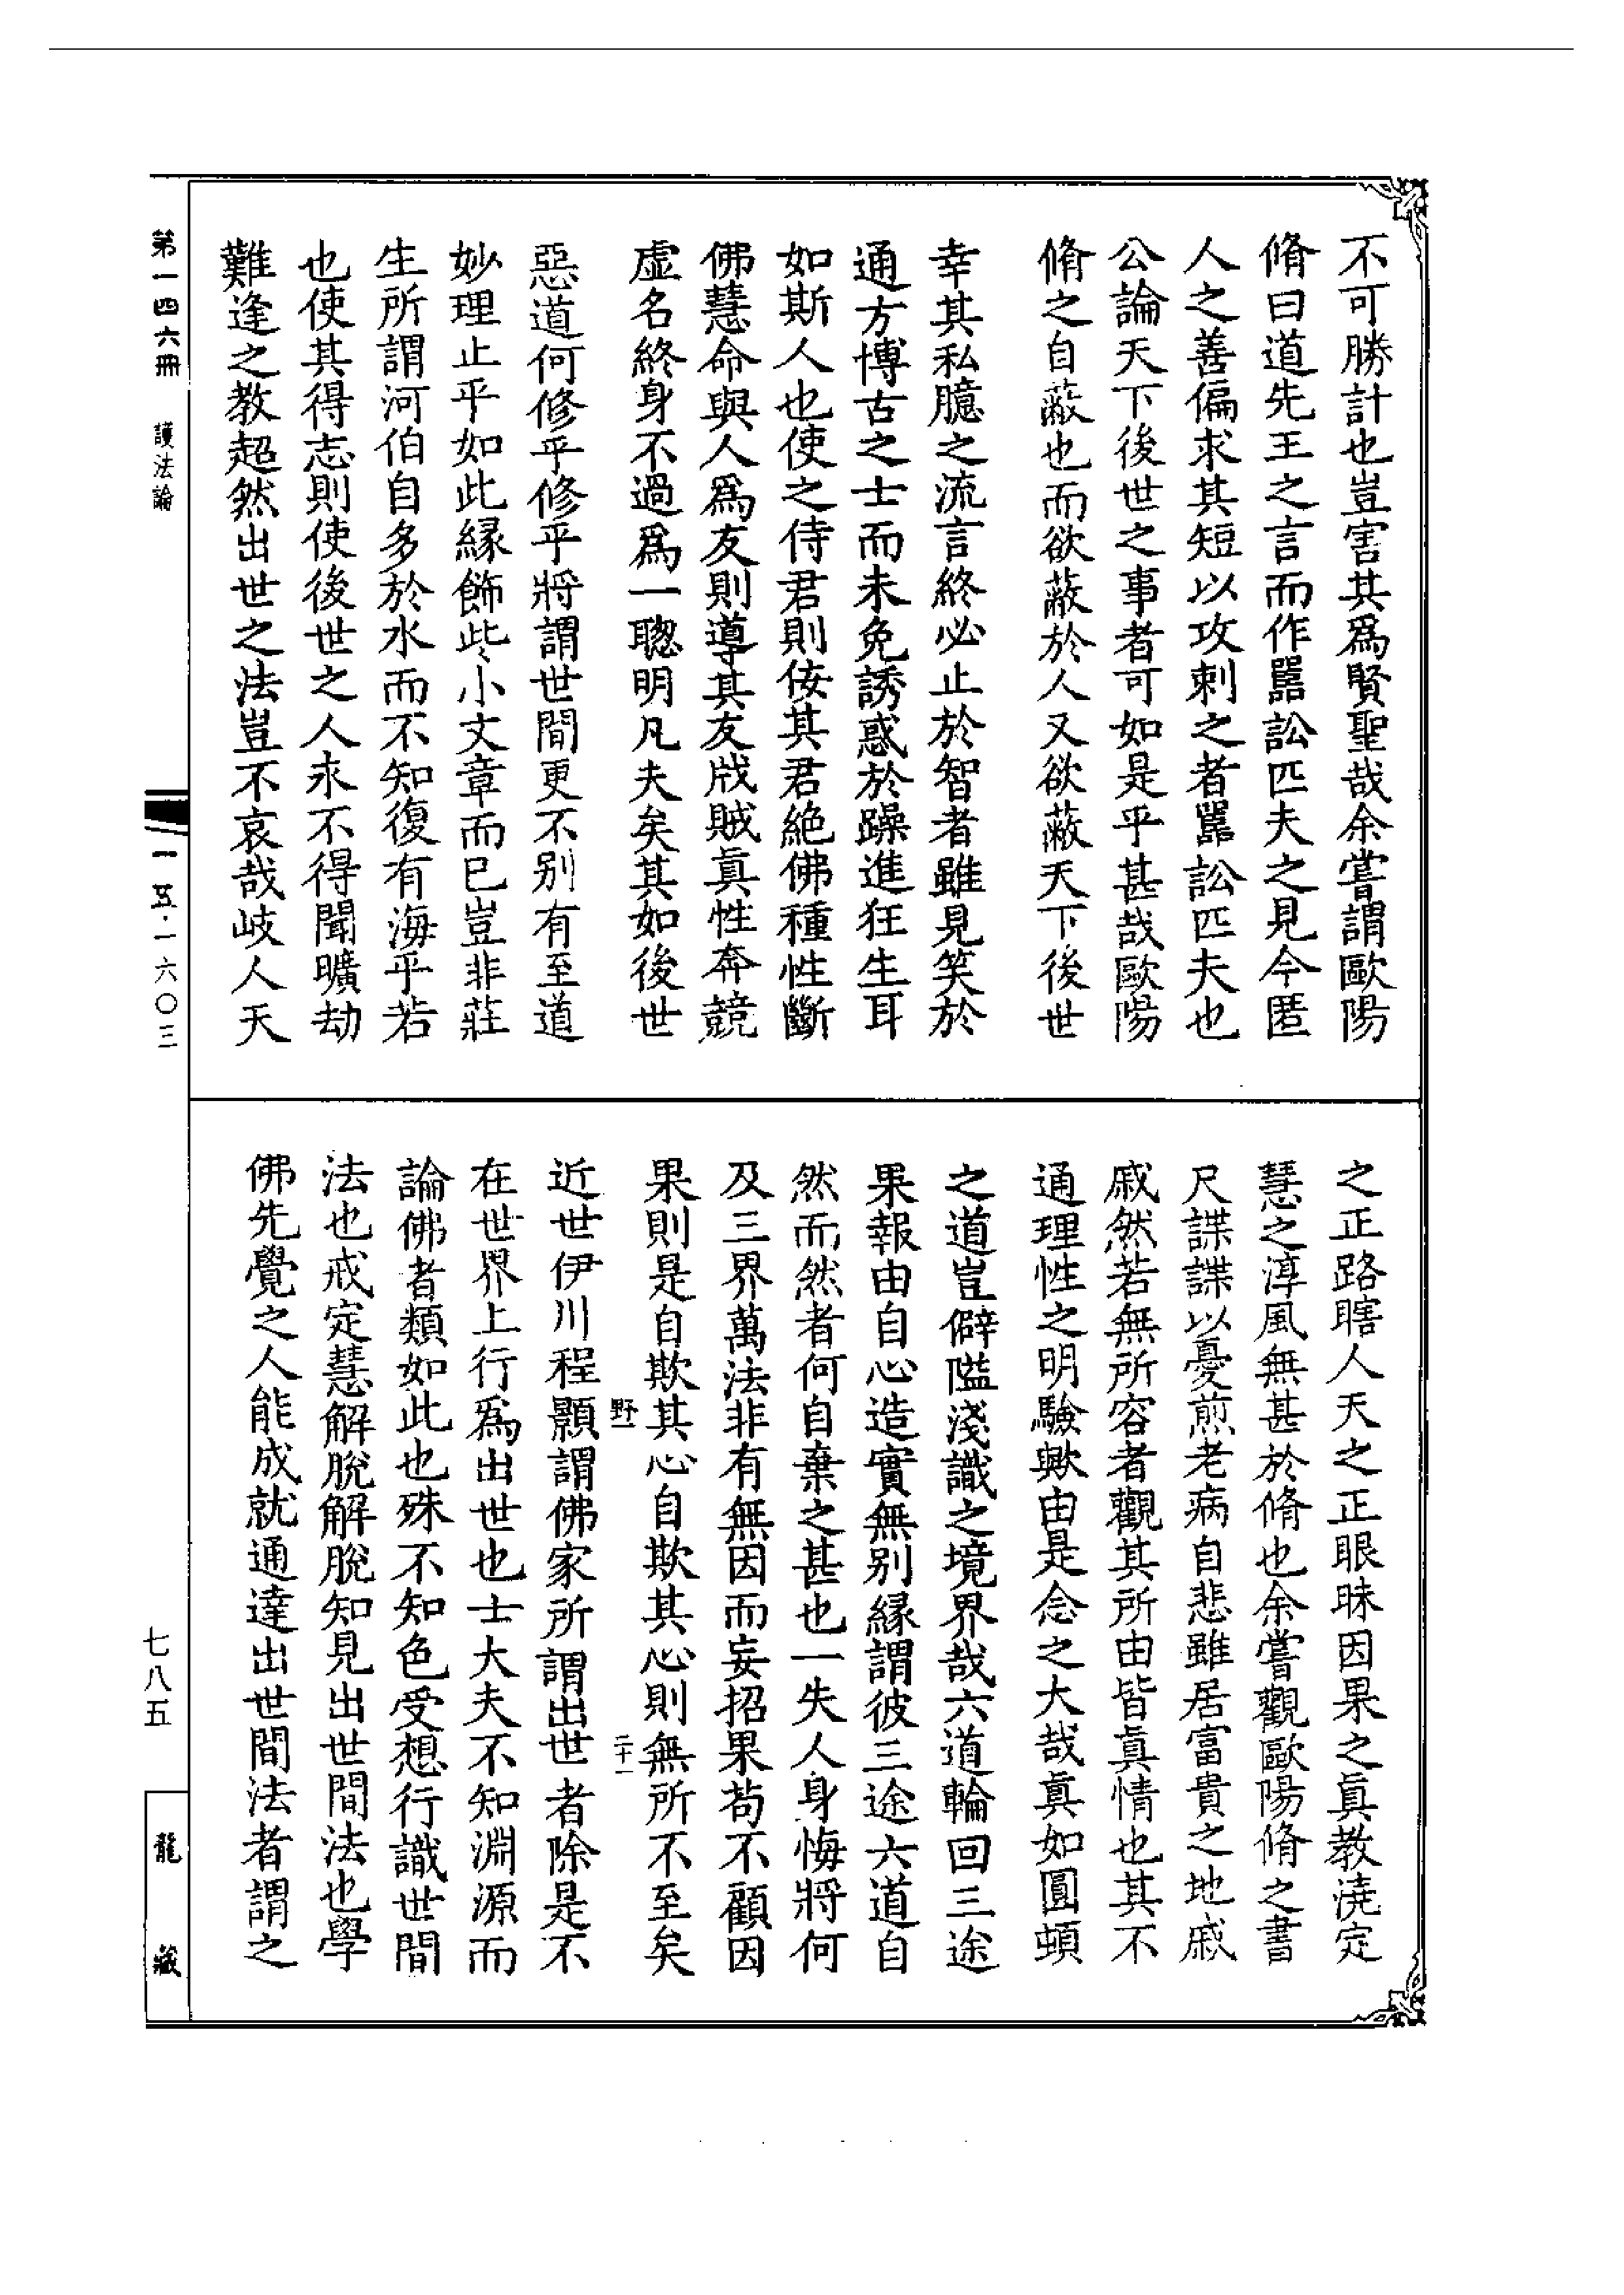 不可勝計也豈害其爲賢聖哉余嘗謂歐陽
脩曰道先王之言而作嚚訟匹夫之見今匿
人之善偏求其短以攻刺之者嚚訟匹夫也
公論天下後世之事者可如是乎甚哉歐陽
脩之自蔽也而欲蔽於人又欲蔽天下後世
幸其私臆之流言終必止於智者雖見笑於
通方博古之士而未免誘惑於躁進狂生耳
如斯人也使之侍君則佞其君絶佛種性斷
佛慧命與人爲友則導其友戕賊眞性奔競
虛名終身不過爲一聰明凡夫矣其如後世
惡道何修乎修乎將謂世間更不别有至道
妙理止乎如此縁飾些小文章而已豈非莊
生所謂河伯自多於水而不知復有海乎若
也使其得志則使後世之人永不得聞曠劫
難逢之教超然出世之法豈不哀哉岐人天
之正路瞎人天之正眼昧因果之眞教澆定
慧之淳風無甚於脩也余嘗觀歐陽脩之書
尺諜諜以憂煎老病自悲雖居富貴之地戚
戚然若無所容者觀其所由皆眞情也其不
通理性之明驗歟由是念之大哉眞如圓頓
之道豈僻隘淺識之境界哉六道輪回三途
果報由自心造實無别縁謂彼三途六道自
然而然者何自棄之甚也一失人身悔將何
及三界萬法非有無因而妄招果茍不顧因
果則是自欺其心自欺其心則無所不至矣
野一
二十一
近世伊川程顥謂佛家所謂出世者除是不
在世界上行爲出世也士大夫不知淵源而
論佛者類如此也殊不知色受想行識世間
法也戒定慧解脫解脫知見出世間法也學
佛先覺之人能成就通達出世間法者謂之
第一四六冊　護法論
一五·一六〇三
七八五
龍藏